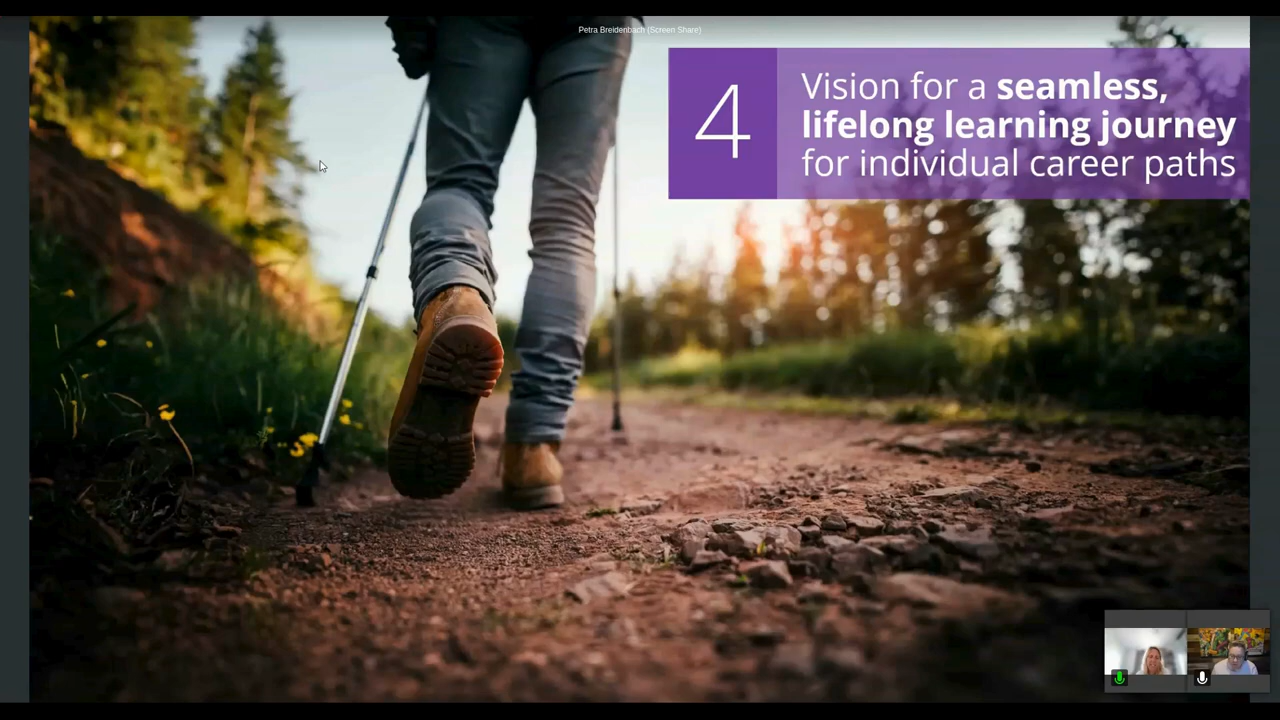 Petra Breidenbach (Screen Share)
4
Vision for a seamless,
lifelong learning journey
for individual career paths